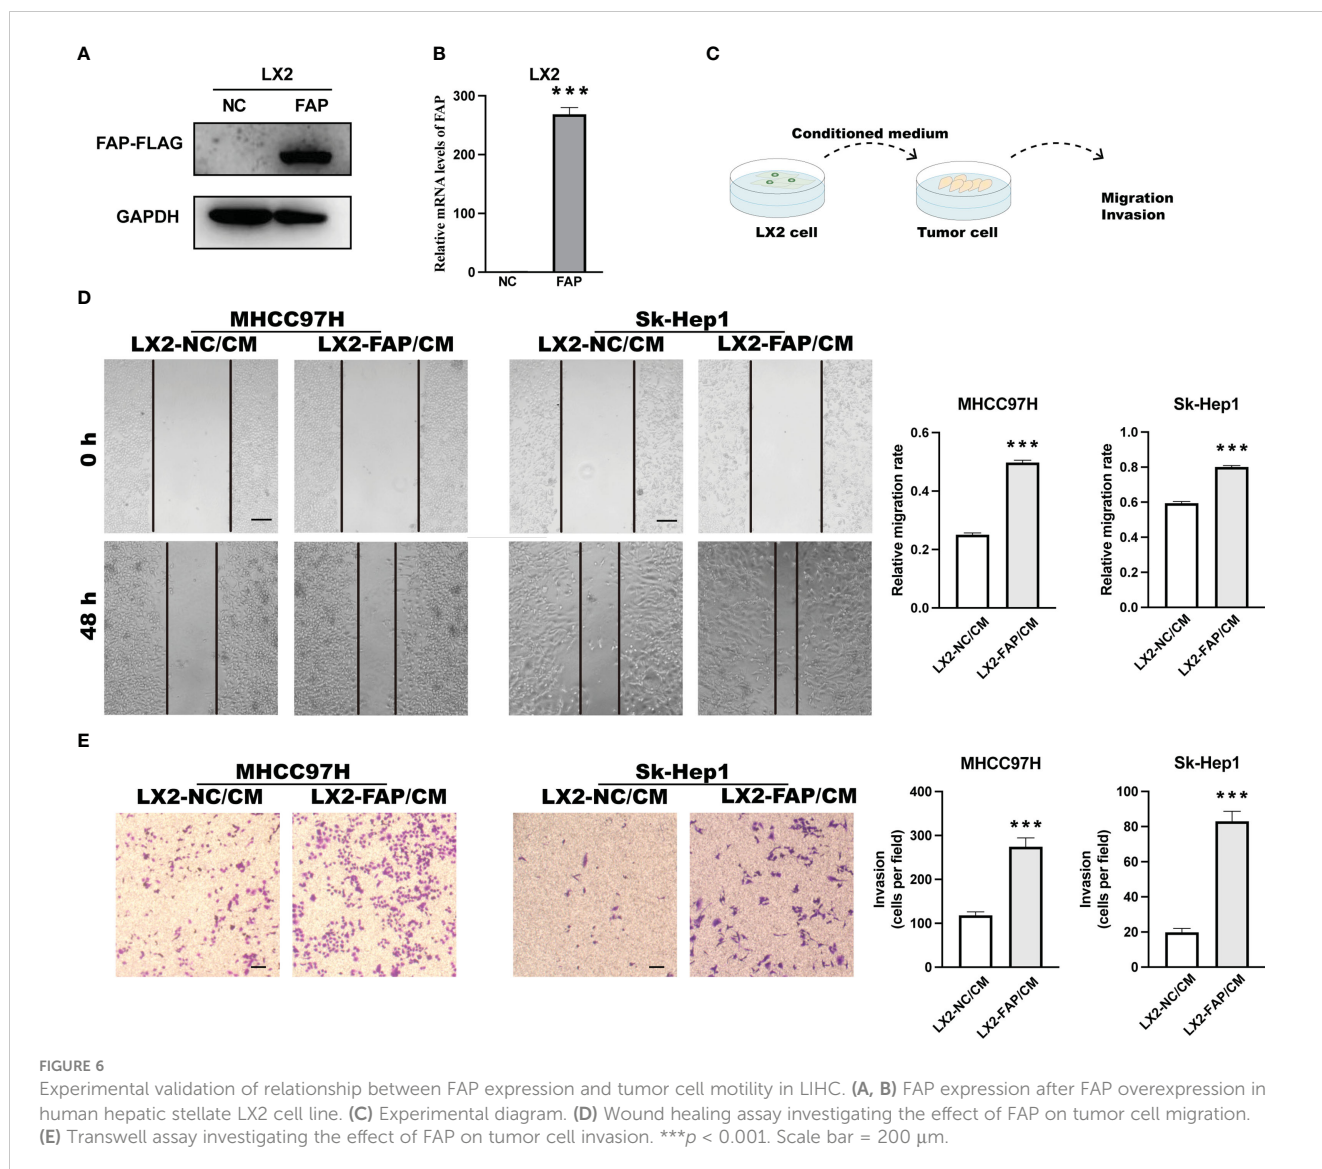 A
LX2
NC FAP
FAP-FLAG
GAPDH
B
LX2
***
Relative mRNA levels of FAP
300
200
100
0
NC FAP
C
Conditioned medium
LX2 cell
Tumor cell
Migration
Invasion
D
MHCC97H
LX2-NC/CM LX2-FAP/CM
Sk-Hep1
LX2-NC/CM LX2-FAP/CM
0 h
48 h
MHCC97H
***
Relative migration rate
0.6
0.4
0.2
0.0
LX2-NC/CM
LX2-FAP/CM
Sk-Hep1
***
Relative migration rate
1.0
0.8
0.6
0.4
0.2
0.0
LX2-NC/CM
LX2-FAP/CM
E
MHCC97H
LX2-NC/CM LX2-FAP/CM
Sk-Hep1
LX2-NC/CM LX2-FAP/CM
MHCC97H
***
Invasion
(cells per field)
400
300
200
100
0
LX2-NC/CM
LX2-FAP/CM
Sk-Hep1
***
Invasion
(cells per field)
100
80
60
40
20
0
LX2-NC/CM
LX2-FAP/CM
FIGURE 6
Experimental validation of relationship between FAP expression and tumor cell motility in LIHC. (A, B) FAP expression after FAP overexpression in
human hepatic stellate LX2 cell line. (C) Experimental diagram. (D) Wound healing assay investigating the effect of FAP on tumor cell migration.
(E) Transwell assay investigating the effect of FAP on tumor cell invasion. ***p < 0.001. Scale bar = 200 μm.